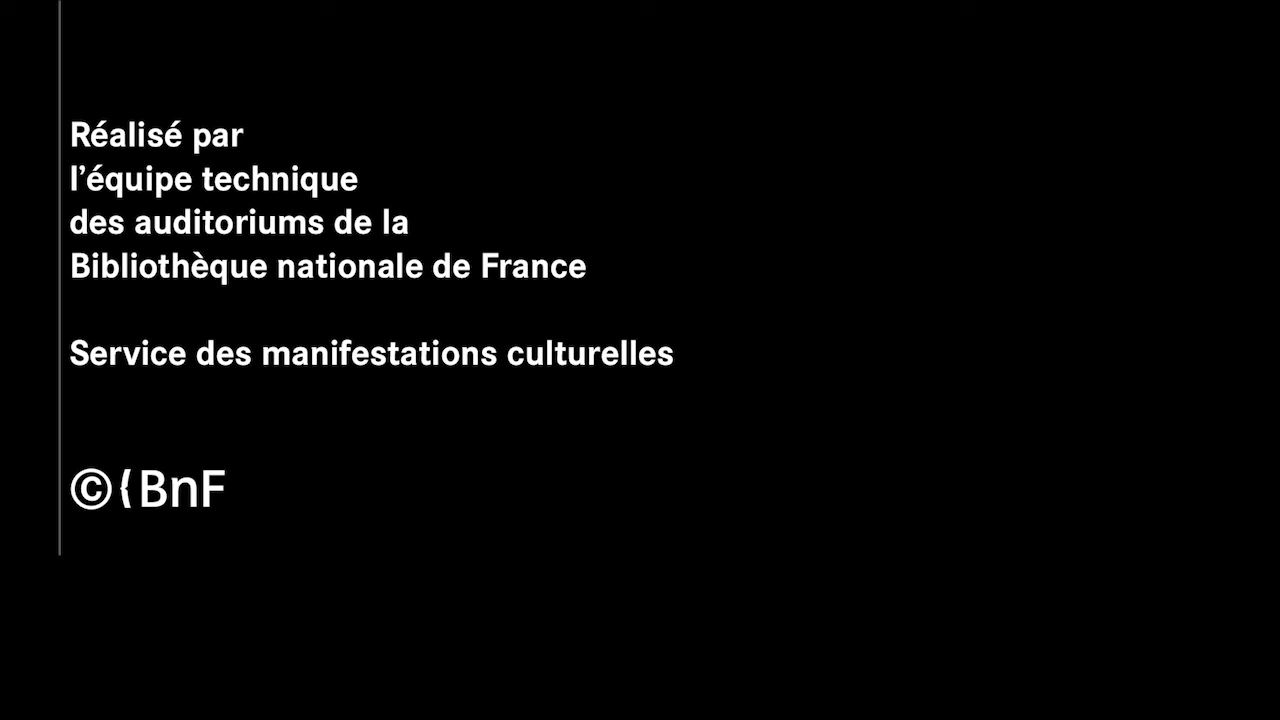 Réalisé par
l’équipe technique
des auditoriums de la
Bibliothèque nationale de France
Service des manifestations culturelles
© { BnF